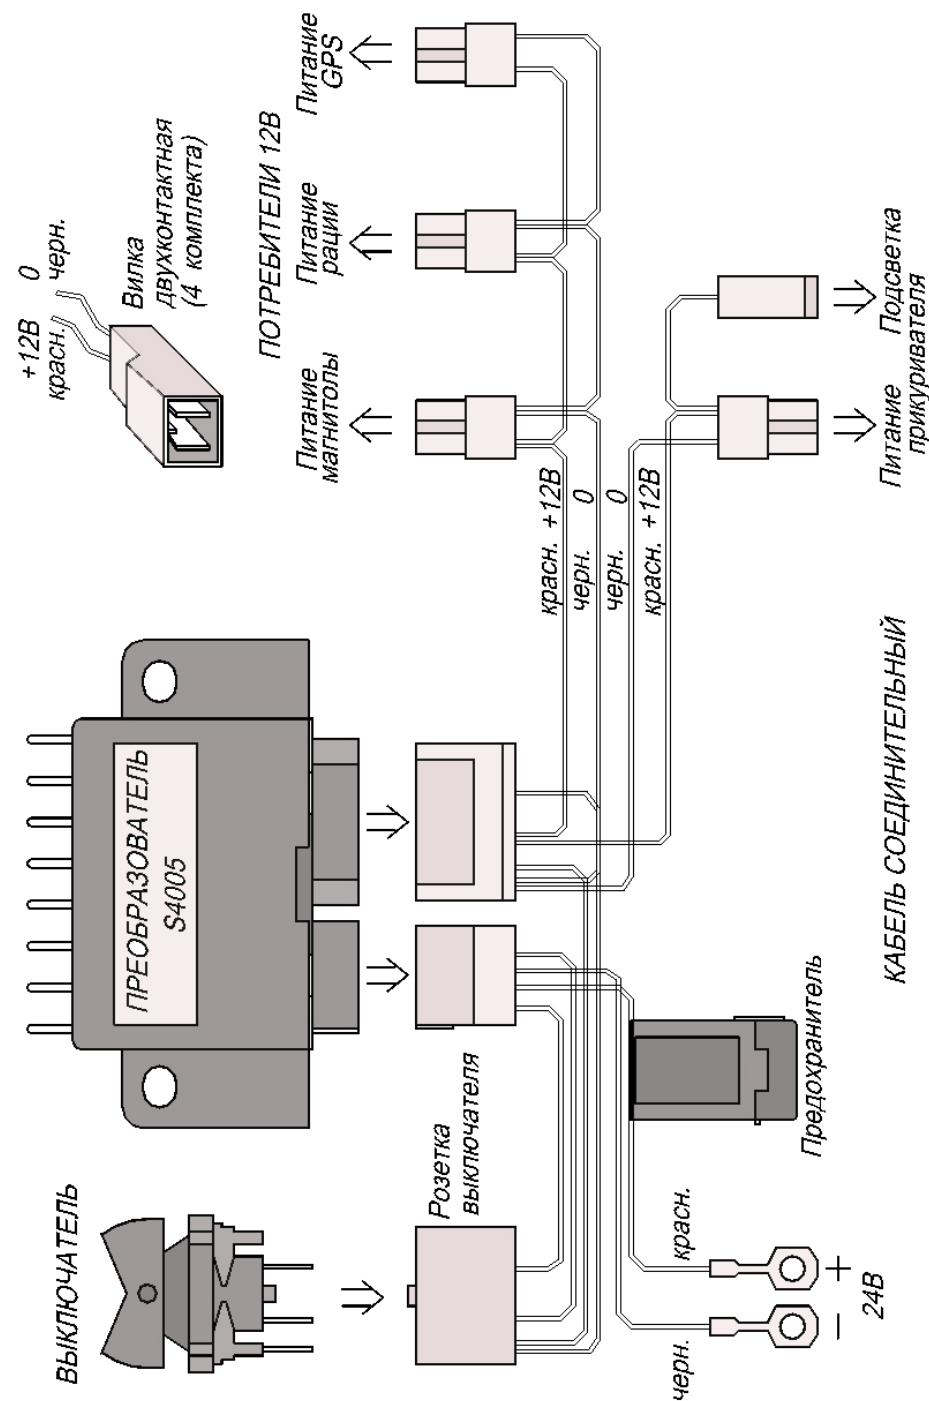 ВЫКЛЮЧАТЕЛЬ
ПРЕОБРАЗОВАТЕЛЬ
S4005
+12В
красн.
0
черн.
Вилка
двухконтактная
(4 комплекта)
ПОТРЕБИТЕЛИ 12В
Питание
магнитолы
Питание
рации
Питание
GPS
Розетка
выключателя
красн. +12В
черн. 0
черн. 0
красн. +12В
черн.
красн.
−
+
24В
Предохранитель
Питание
прикуривателя
Подсветка
КАБЕЛЬ СОЕДИНИТЕЛЬНЫЙ